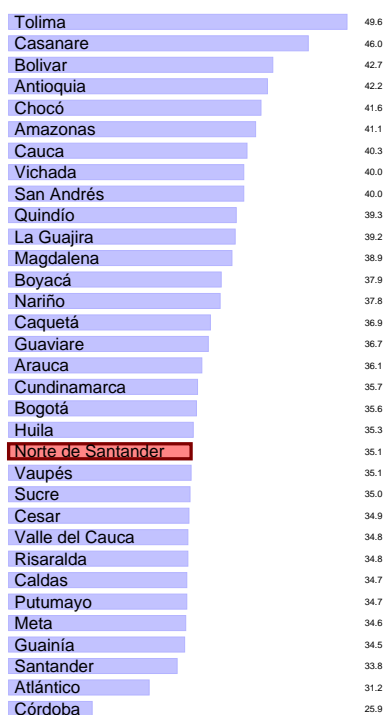 Tolima 49.6
Casanare 46.0
Bolivar 42.7
Antioquia 42.2
Chocó 41.6
Amazonas 41.1
Cauca 40.3
Vichada 40.0
San Andrés 40.0
Quindío 39.3
La Guajira 39.2
Magdalena 38.9
Boyacá 37.9
Nariño 37.8
Caquetá 36.9
Guaviare 36.7
Arauca 36.1
Cundinamarca 35.7
Bogotá 35.6
Huila 35.3
Norte de Santander 35.1
Vaupés 35.1
Sucre 35.0
Cesar 34.9
Valle del Cauca 34.8
Risaralda 34.8
Caldas 34.7
Putumayo 34.7
Meta 34.6
Guainía 34.5
Santander 33.8
Atlántico 31.2
Córdoba 25.9